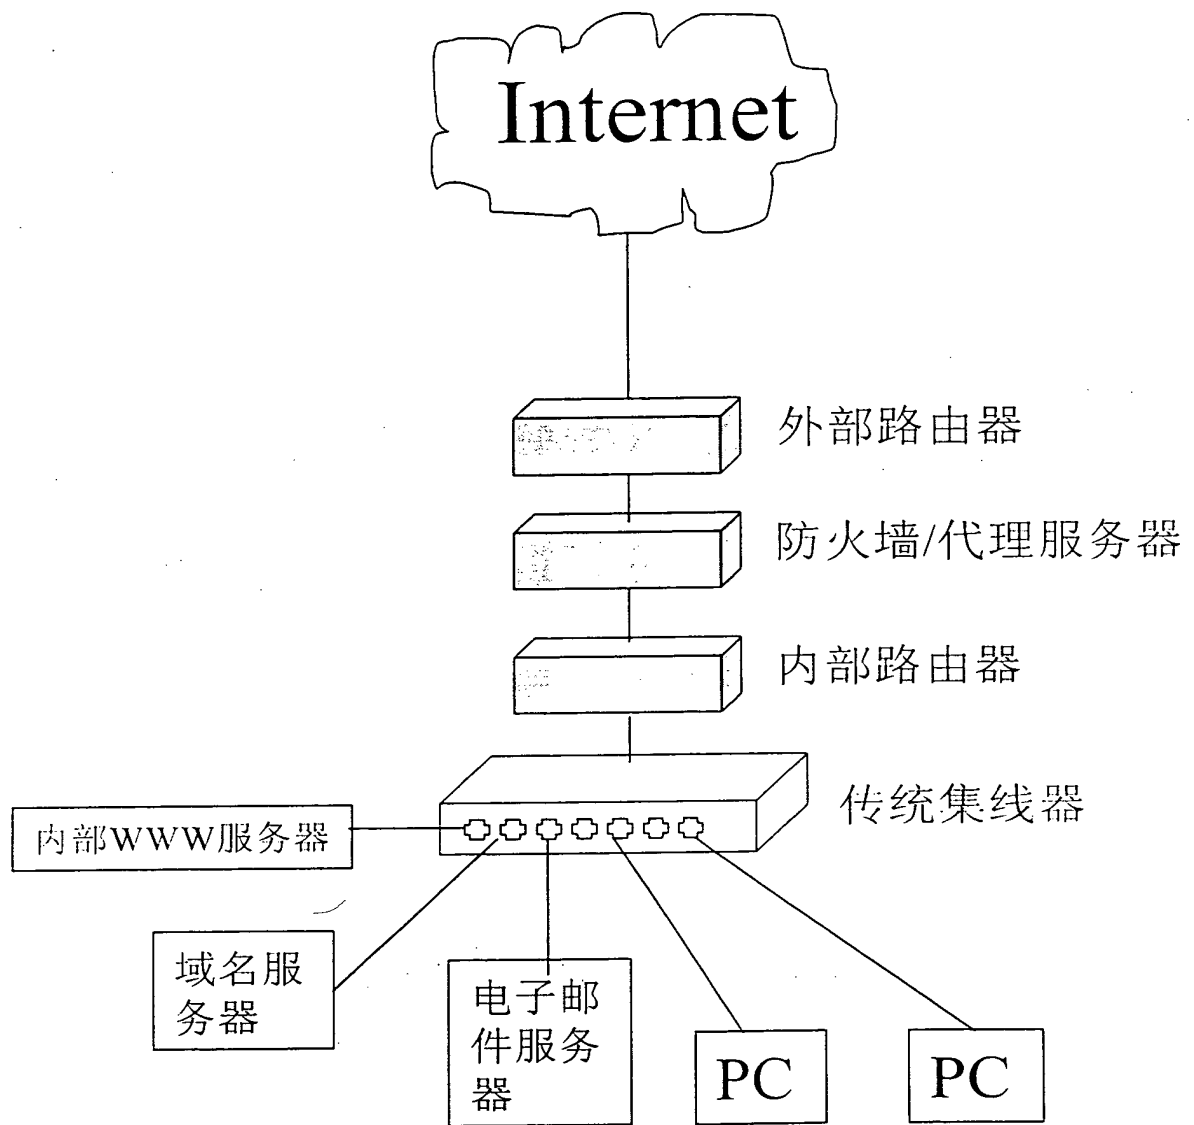 Internet
外部路由器
防火墙/代理服务器
内部路由器
传统集线器
内部WWW服务器
域名服
务器
电子邮
件服务
器
PC
PC